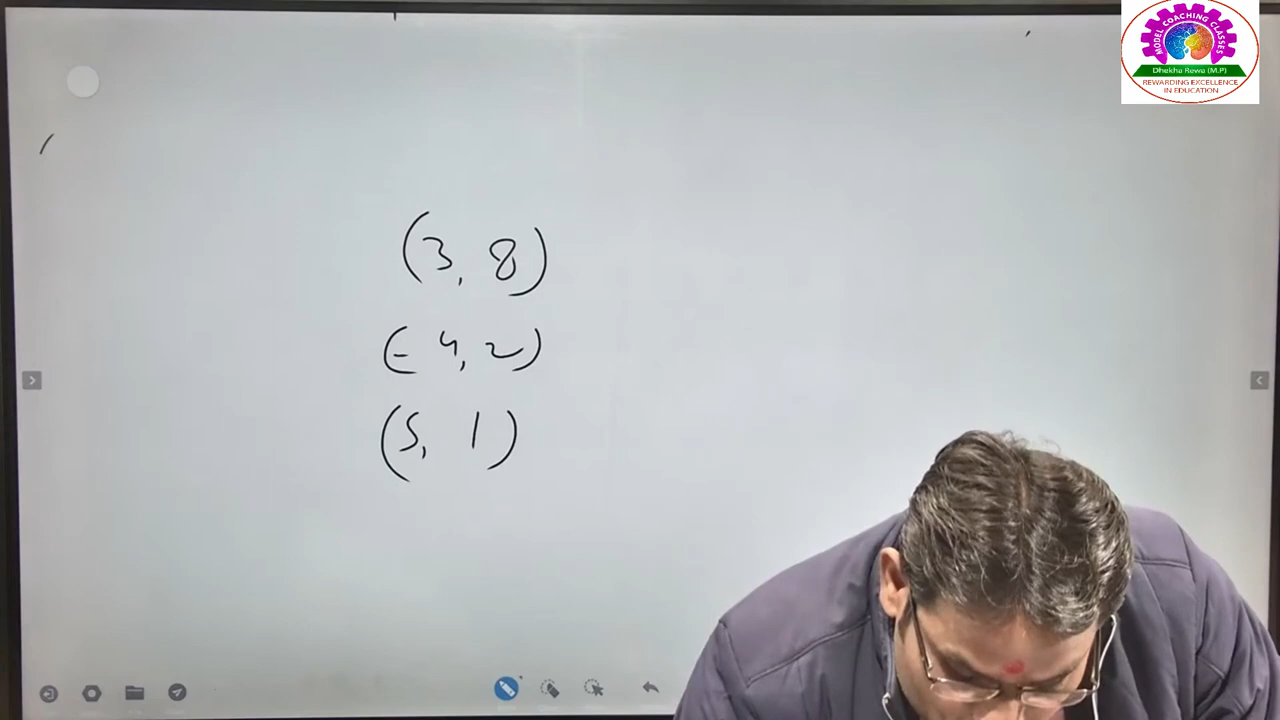 MODEL COACHING CLASSES
Dhekha Rewa (M.P)
REWARDING EXCELLENCE
IN EDUCATION
(3, 8)
(- 4, 2)
(5, 1)